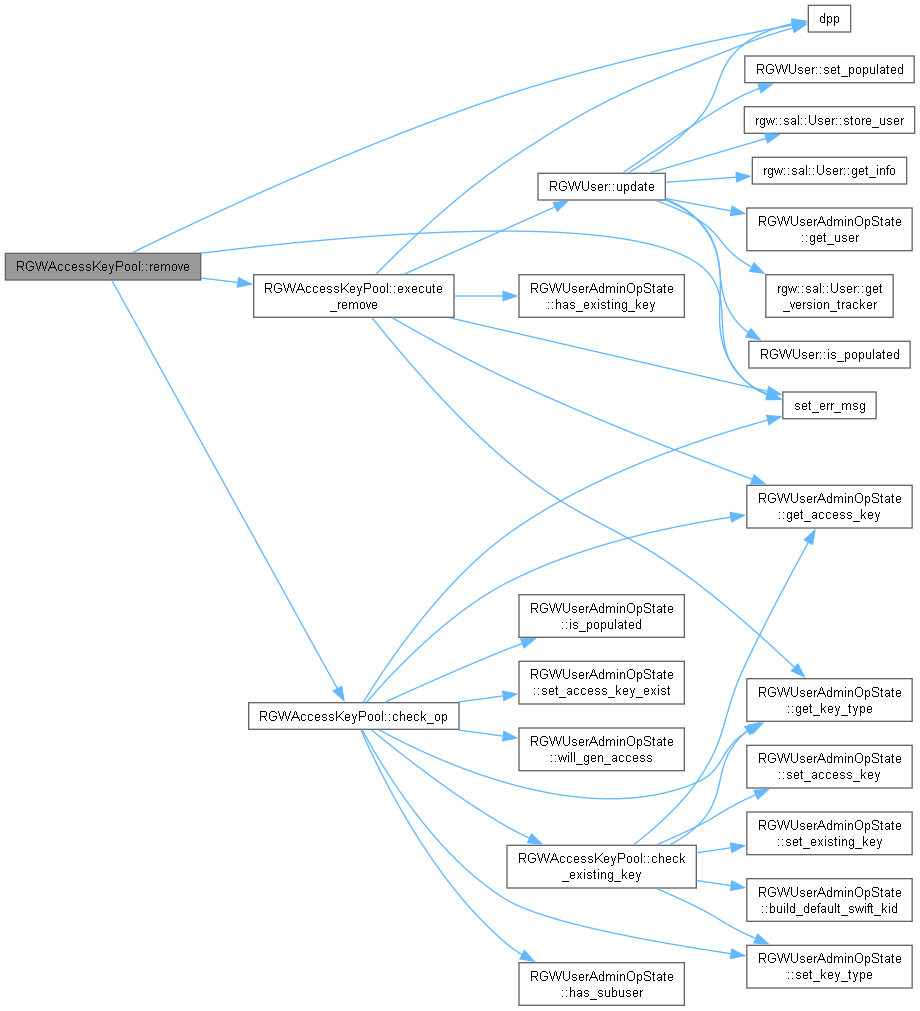 dpp
RGWUser::set_populated
rgw::sal::User::store_user
rgw::sal::User::get_info
RGWUser::update
RGWUserAdminOpState
::get_user
RGWAccessKeyPool::remove
RGWAccessKeyPool::execute
_remove
RGWUserAdminOpState
::has_existing_key
rgw::sal::User::get
_version_tracker
RGWUser::is_populated
set_err_msg
RGWUserAdminOpState
::get_access_key
RGWUserAdminOpState
::is_populated
RGWUserAdminOpState
::set_access_key_exist
RGWUserAdminOpState
::get_key_type
RGWAccessKeyPool::check_op
RGWUserAdminOpState
::will_gen_access
RGWUserAdminOpState
::set_access_key
RGWUserAdminOpState
::set_existing_key
RGWAccessKeyPool::check
_existing_key
RGWUserAdminOpState
::build_default_swift_kid
RGWUserAdminOpState
::set_key_type
RGWUserAdminOpState
::has_subuser